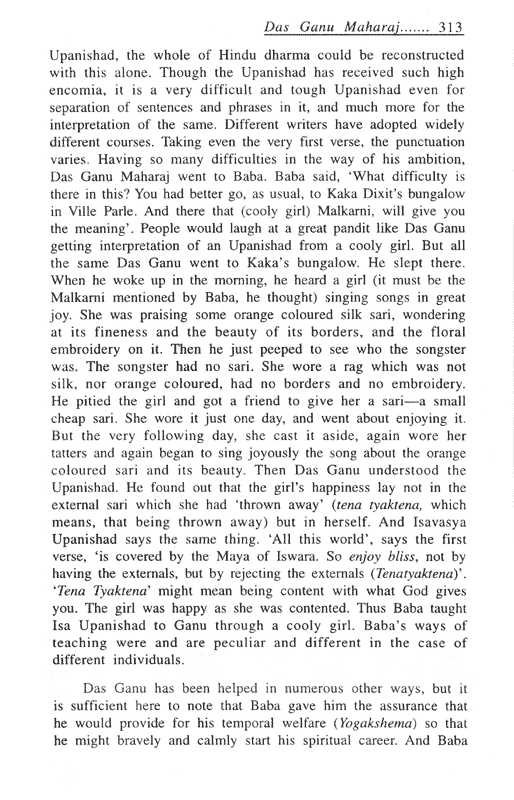 Das Ganu Maharaj....... 313
Upanishad, the whole of Hindu dharma could be reconstructed
with this alone. Though the Upanishad has received such high
encomia, it is a very difficult and tough Upanishad even for
separation of sentences and phrases in it, and much more for the
interpretation of the same. Different writers have adopted widely
different courses. Taking even the very first verse, the punctuation
varies. Having so many difficulties in the way of his ambition,
Das Ganu Maharaj went to Baba. Baba said, ‘What difficulty is
there in this? You had better go, as usual, to Kaka Dixit's bungalow
in Ville Parle. And there that (cooly girl) Malkarni, will give you
the meaning’. People would laugh at a great pandit like Das Ganu
getting interpretation of an Upanishad from a cooly girl. But all
the same Das Ganu went to Kaka's bungalow. He slept there.
When he woke up in the morning, he heard a girl (it must be the
Malkarni mentioned by Baba, he thought) singing songs in great
joy. She was praising some orange coloured silk sari, wondering
at its fineness and the beauty of its borders, and the floral
embroidery on it. Then he just peeped to see who the songster
was. The songster had no sari. She wore a rag which was not
silk, nor orange coloured, had no borders and no embroidery.
He pitied the girl and got a friend to give her a sari—a small
cheap sari. She wore it just one day, and went about enjoying it.
But the very following day, she cast it aside, again wore her
tatters and again began to sing joyously the song about the orange
coloured sari and its beauty. Then Das Ganu understood the
Upanishad. He found out that the girl's happiness lay not in the
external sari which she had ‘thrown away’ (tena tyaktena, which
means, that being thrown away) but in herself. And Isavasya
Upanishad says the same thing. ‘All this world’, says the first
verse, ‘is covered by the Maya of Iswara. So enjoy bliss, not by
having the externals, but by rejecting the externals (Tenatyaktena)’.
‘Tena Tyaktena’ might mean being content with what God gives
you. The girl was happy as she was contented. Thus Baba taught
Isa Upanishad to Ganu through a cooly girl. Baba's ways of
teaching were and are peculiar and different in the case of
different individuals.
Das Ganu has been helped in numerous other ways, but it
is sufficient here to note that Baba gave him the assurance that
he would provide for his temporal welfare (Yogakshema) so that
he might bravely and calmly start his spiritual career. And Baba